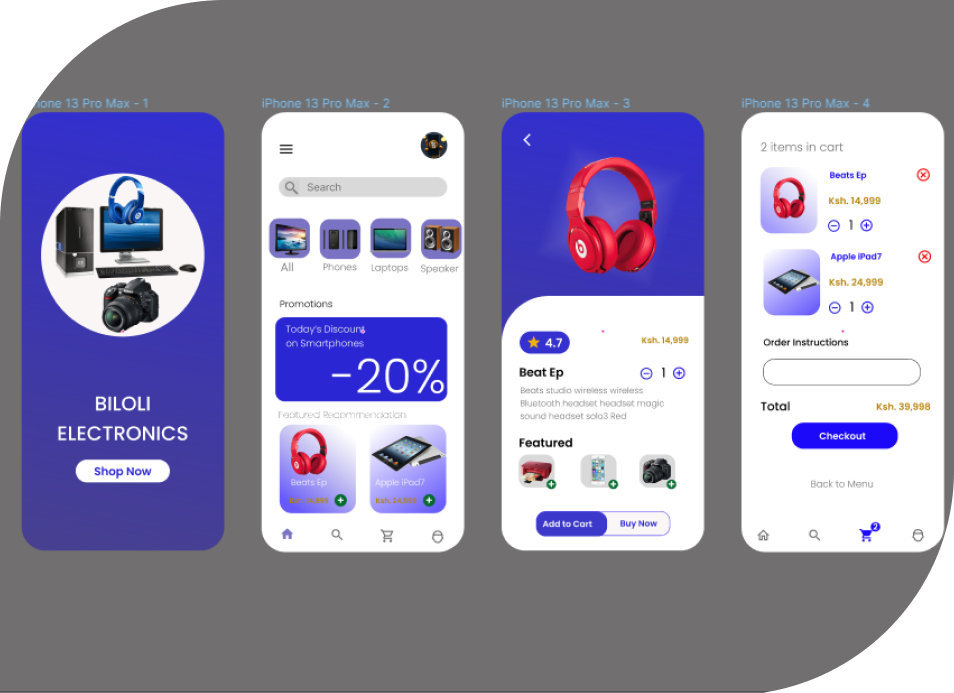 hone 13 Pro Max - 1
BILOLI
ELECTRONICS
Shop Now
iPhone 13 Pro Max - 2
Search
All
Phones
Laptops
Speaker
Promotions
Today's Discount
on Smartphones
-20%
Featured Recommendation
Beats Ep
Apple iPad7
Ksh. 14,999
Ksh. 24,999
iPhone 13 Pro Max - 3
4.7
Ksh. 14,999
Beat Ep
1
Beats studio wireless wireless
Bluetooth headset headset magic
sound headset solo3 Red
Featured
Add to Cart
Buy Now
iPhone 13 Pro Max - 4
2 items in cart
Beats Ep
Ksh. 14,999
1
Apple iPad7
Ksh. 24,999
1
Order Instructions
Total
Ksh. 39,998
Checkout
Back to Menu
2